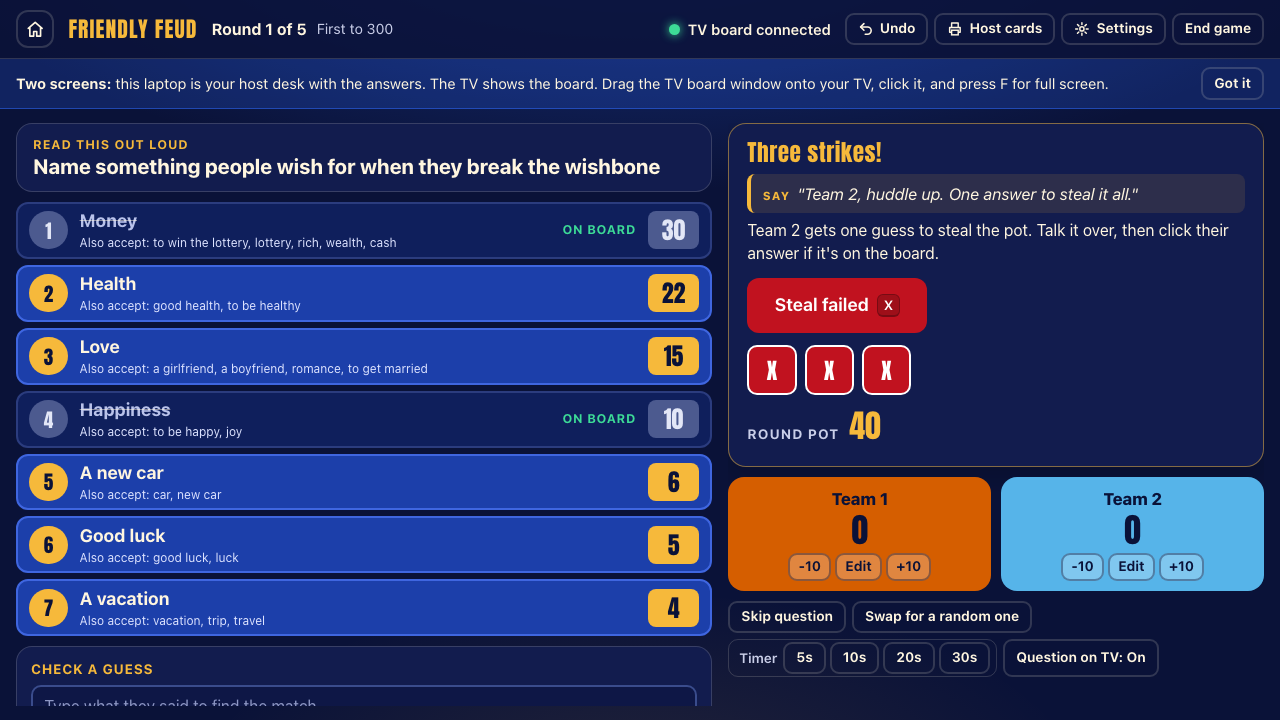 FRIENDLY FEUD Round 1 of 5 First to 300 TV board connected Undo Host cards Settings End game
Two screens: this laptop is your host desk with the answers. The TV shows the board. Drag the TV board window onto your TV, click it, and press F for full screen. Got it
READ THIS OUT LOUD
Name something people wish for when they break the wishbone
1 Money ON BOARD 30
Also accept: to win the lottery, lottery, rich, wealth, cash
2 Health 22
Also accept: good health, to be healthy
3 Love 15
Also accept: a girlfriend, a boyfriend, romance, to get married
4 Happiness ON BOARD 10
Also accept: to be happy, joy
5 A new car 6
Also accept: car, new car
6 Good luck 5
Also accept: good luck, luck
7 A vacation 4
Also accept: vacation, trip, travel
CHECK A GUESS
Type what they said to find the match
Three strikes!
SAY "Team 2, huddle up. One answer to steal it all."
Team 2 gets one guess to steal the pot. Talk it over, then click their
answer if it's on the board.
Steal failed X
X X X
ROUND POT 40
Team 1
0
-10 Edit +10
Team 2
0
-10 Edit +10
Skip question Swap for a random one
Timer 5s 10s 20s 30s Question on TV: On